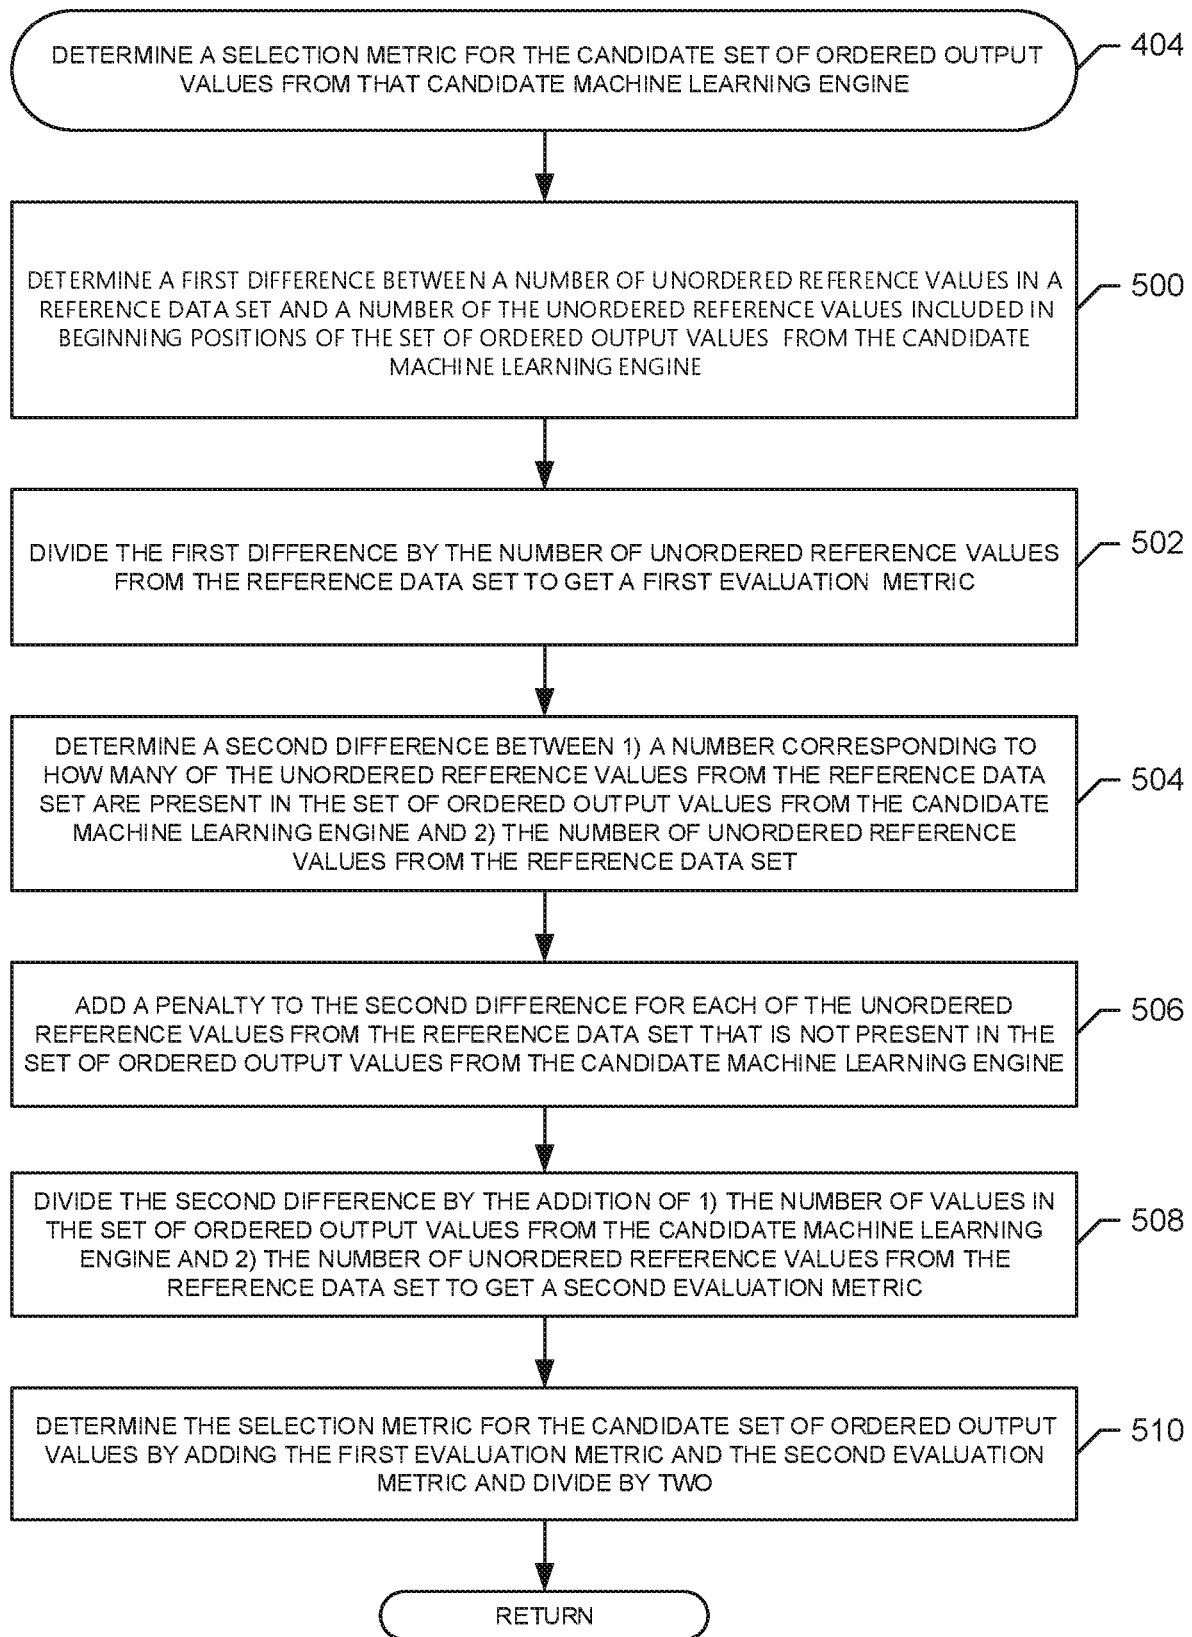 DETERMINE A SELECTION METRIC FOR THE CANDIDATE SET OF ORDERED OUTPUT
VALUES FROM THAT CANDIDATE MACHINE LEARNING ENGINE
404
DETERMINE A FIRST DIFFERENCE BETWEEN A NUMBER OF UNORDERED REFERENCE VALUES IN A
REFERENCE DATA SET AND A NUMBER OF THE UNORDERED REFERENCE VALUES INCLUDED IN
BEGINNING POSITIONS OF THE SET OF ORDERED OUTPUT VALUES FROM THE CANDIDATE
MACHINE LEARNING ENGINE
500
DIVIDE THE FIRST DIFFERENCE BY THE NUMBER OF UNORDERED REFERENCE VALUES
FROM THE REFERENCE DATA SET TO GET A FIRST EVALUATION METRIC
502
DETERMINE A SECOND DIFFERENCE BETWEEN 1) A NUMBER CORRESPONDING TO
HOW MANY OF THE UNORDERED REFERENCE VALUES FROM THE REFERENCE DATA
SET ARE PRESENT IN THE SET OF ORDERED OUTPUT VALUES FROM THE CANDIDATE
MACHINE LEARNING ENGINE AND 2) THE NUMBER OF UNORDERED REFERENCE
VALUES FROM THE REFERENCE DATA SET
504
ADD A PENALTY TO THE SECOND DIFFERENCE FOR EACH OF THE UNORDERED
REFERENCE VALUES FROM THE REFERENCE DATA SET THAT IS NOT PRESENT IN THE
SET OF ORDERED OUTPUT VALUES FROM THE CANDIDATE MACHINE LEARNING ENGINE
506
DIVIDE THE SECOND DIFFERENCE BY THE ADDITION OF 1) THE NUMBER OF VALUES IN
THE SET OF ORDERED OUTPUT VALUES FROM THE CANDIDATE MACHINE LEARNING
ENGINE AND 2) THE NUMBER OF UNORDERED REFERENCE VALUES FROM THE
REFERENCE DATA SET TO GET A SECOND EVALUATION METRIC
508
DETERMINE THE SELECTION METRIC FOR THE CANDIDATE SET OF ORDERED OUTPUT
VALUES BY ADDING THE FIRST EVALUATION METRIC AND THE SECOND EVALUATION
METRIC AND DIVIDE BY TWO
510
RETURN